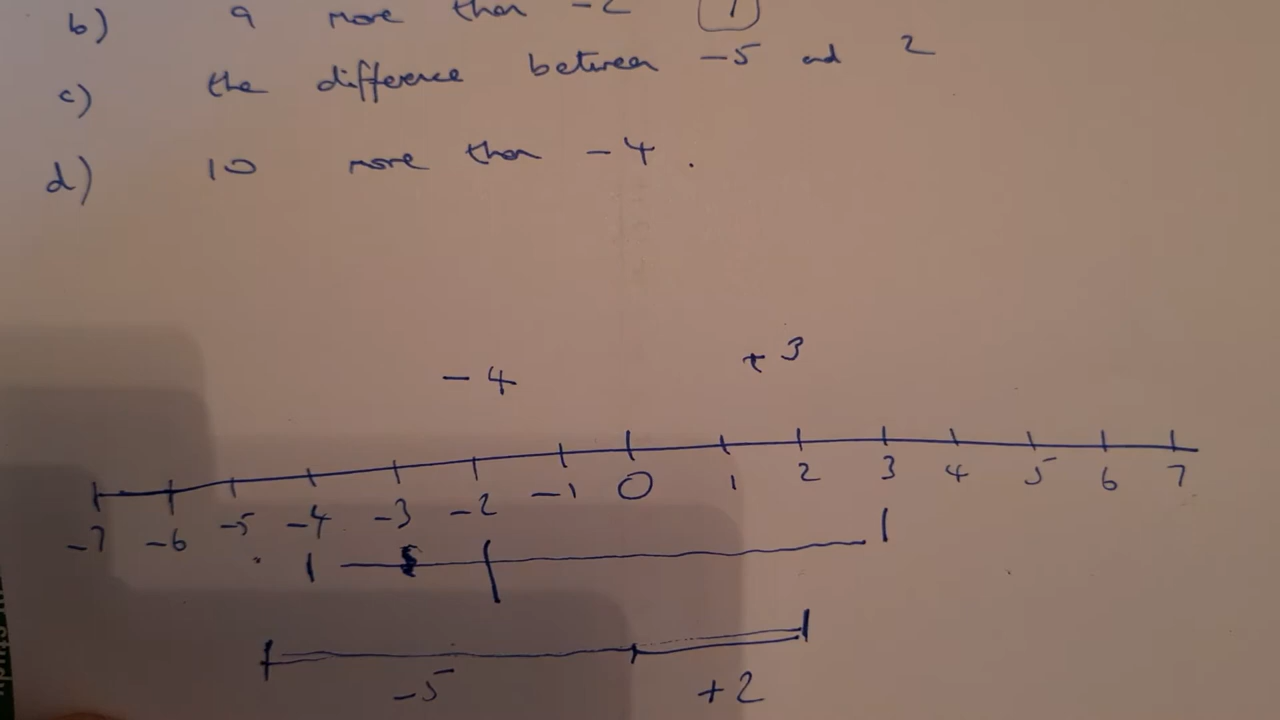 b) 9 more than -2 7
c) the difference between -5 and 2
d) 10 more than -4.
-4 +3
-7 -6 -5 -4 -3 -2 -1 0 1 2 3 4 5 6 7
-5 +2